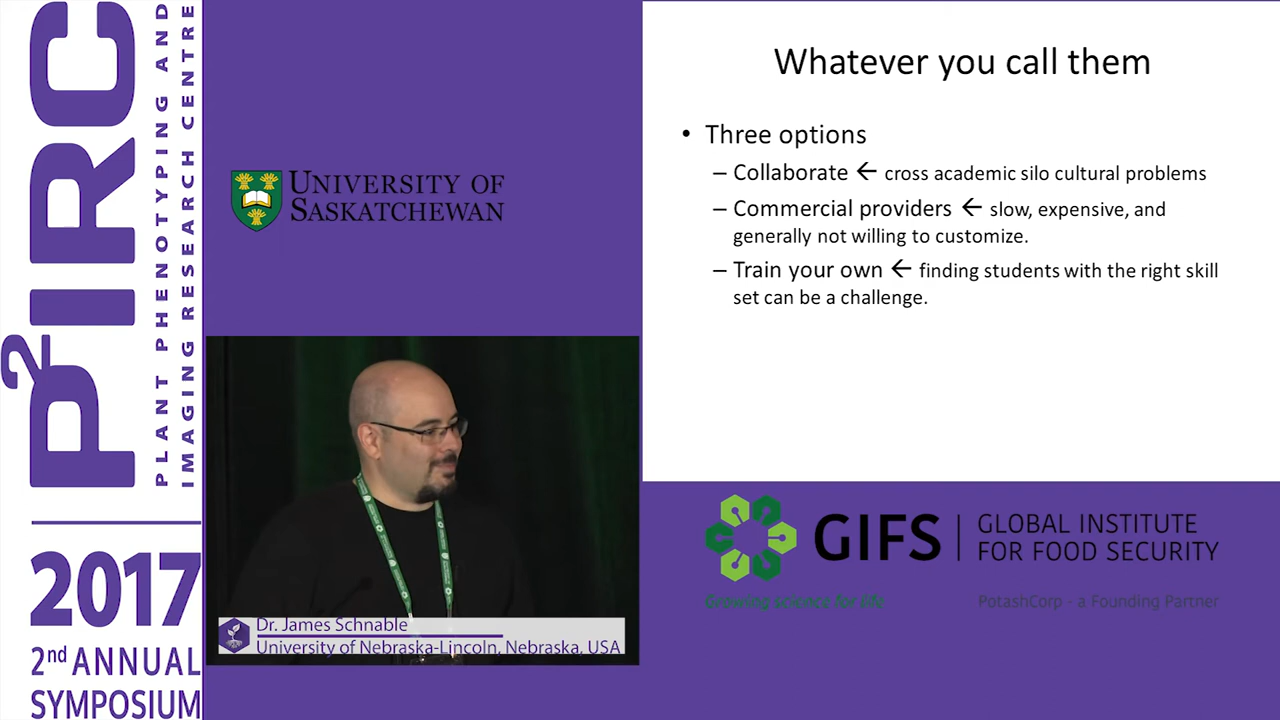 P²IRC
PLANT PHENOTYPING AND
IMAGING RESEARCH CENTRE
2017
2nd ANNUAL
SYMPOSIUM
UNIVERSITY OF
SASKATCHEWAN
Dr. James Schnable
University of Nebraska-Lincoln, Nebraska, USA
Whatever you call them
• Three options
– Collaborate ← cross academic silo cultural problems
– Commercial providers ← slow, expensive, and
generally not willing to customize.
– Train your own ← finding students with the right skill
set can be a challenge.
GIFS | GLOBAL INSTITUTE
FOR FOOD SECURITY
Growing science for life
PotashCorp - a Founding Partner